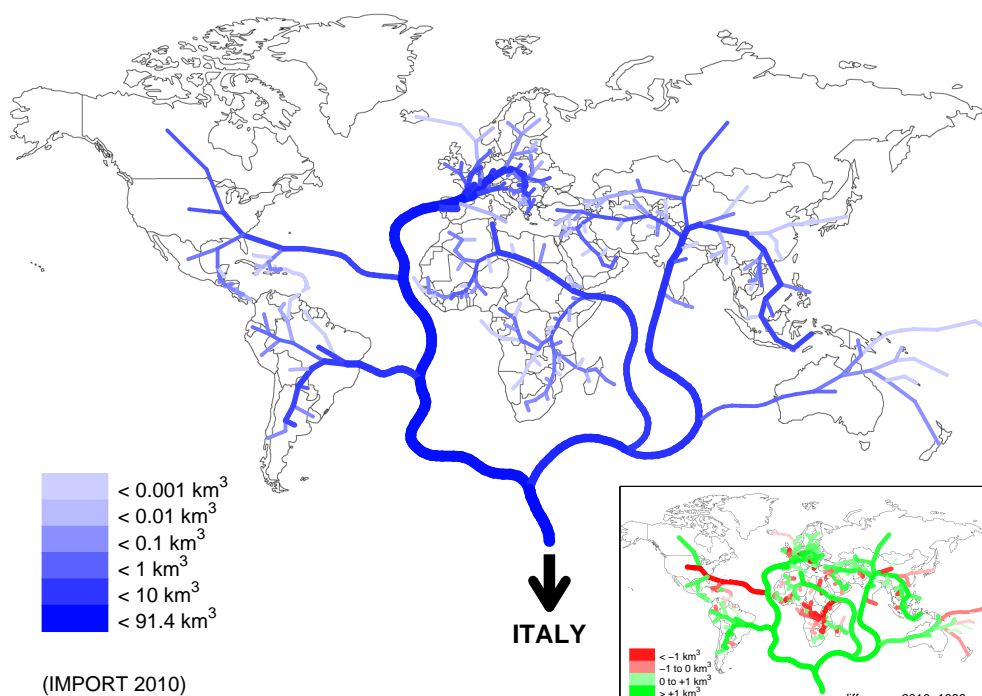 < 0.001 km³
< 0.01 km³
< 0.1 km³
< 1 km³
< 10 km³
< 91.4 km³
(IMPORT 2010)
ITALY
< −1 km³
−1 to 0 km³
0 to +1 km³
> +1 km³